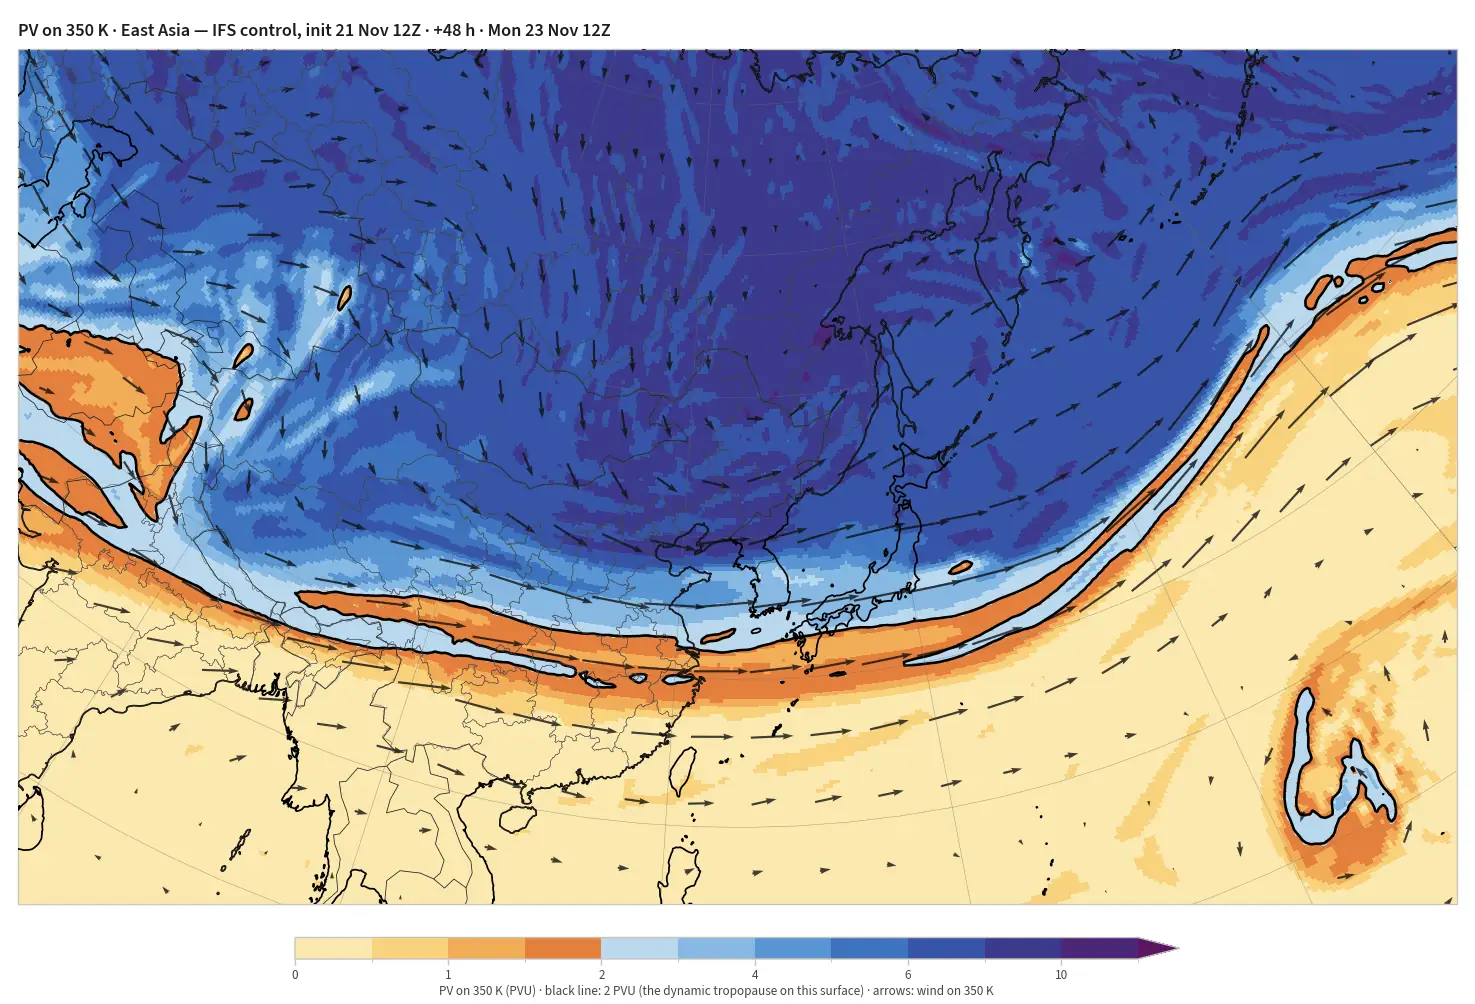 PV on 350 K · East Asia — IFS control, init 21 Nov 12Z · +48 h · Mon 23 Nov 12Z
0 1 2 4 6 10
PV on 350 K (PVU) · black line: 2 PVU (the dynamic tropopause on this surface) · arrows: wind on 350 K